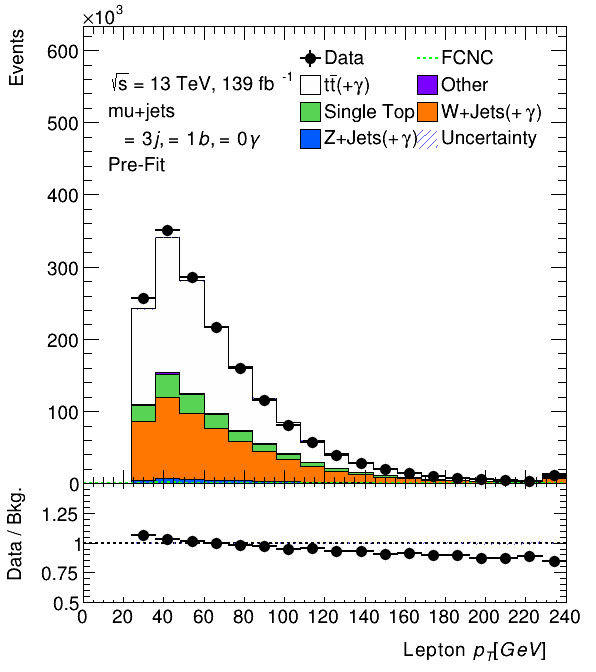 ×10³
Events
600
500
400
300
200
100
0
√s = 13 TeV, 139 fb⁻¹
mu+jets
= 3j, = 1b, = 0γ
Pre-Fit
Data
FCNC
tt̄(+γ)
Other
Single Top
W+Jets(+γ)
Z+Jets(+γ)
Uncertainty
Data / Bkg.
1.25
1
0.75
0.5
0 20 40 60 80 100 120 140 160 180 200 220 240
Lepton p_T[GeV]